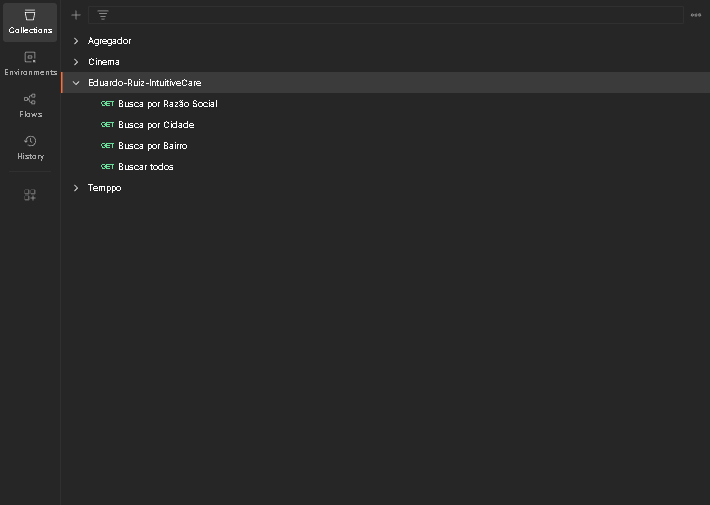 Collections
Environments
Flows
History
Agregador
Cinema
Eduardo-Ruiz-IntuitiveCare
GET Busca por Razão Social
GET Busca por Cidade
GET Busca por Bairro
GET Buscar todos
Temppo